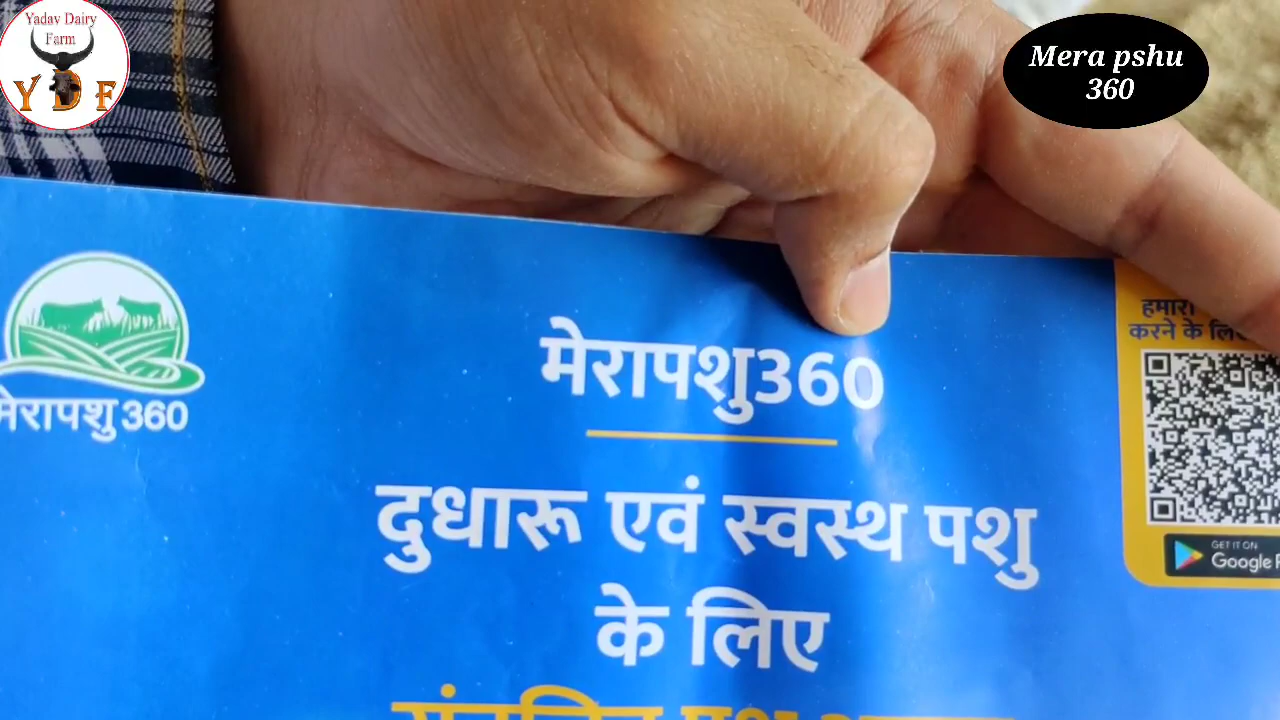 Yadav Dairy
Farm
Y D F
Mera pshu
360
मेरापशु 360
मेरापशु360
दुधारू एवं स्वस्थ पशु
के लिए
हमारा
करने के लिए
GET IT ON
Google